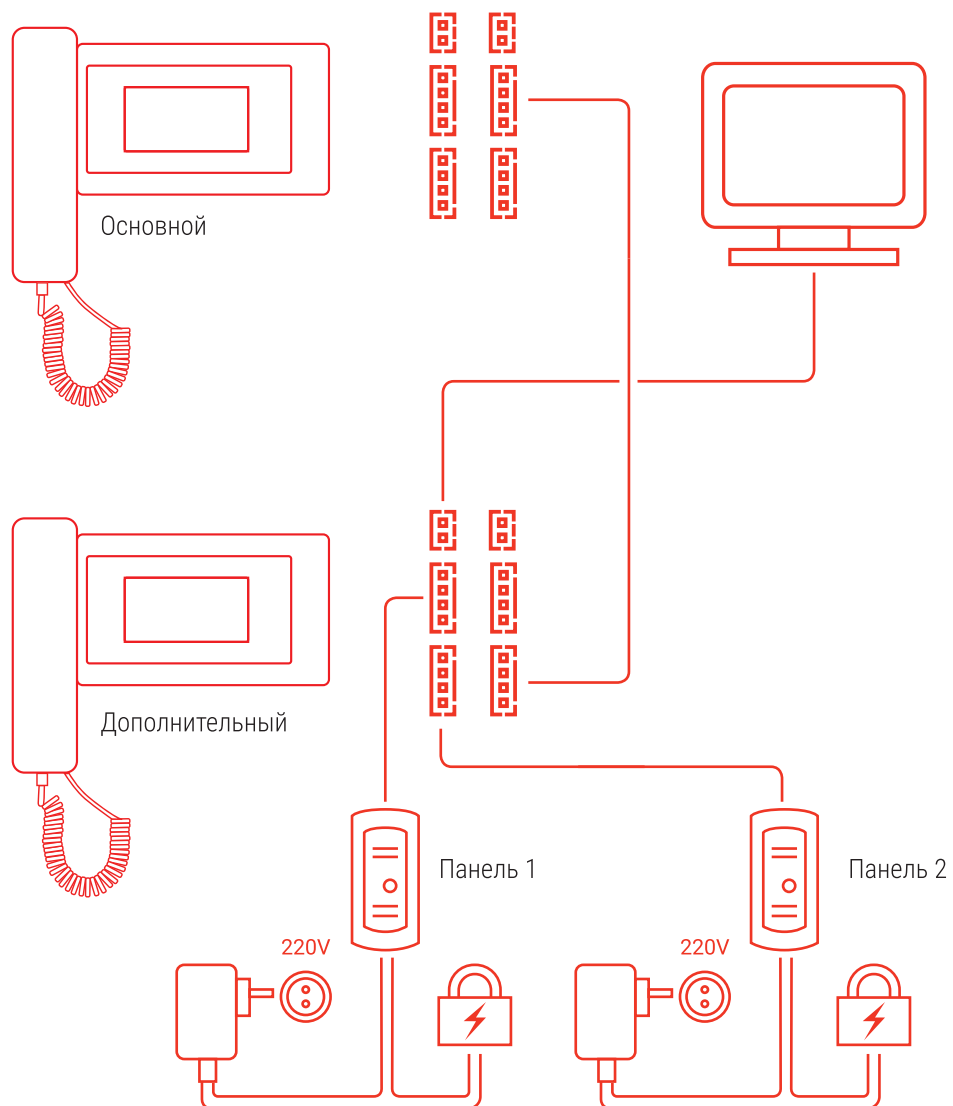 Основной
Дополнительный
Панель 1
Панель 2
220V
220V